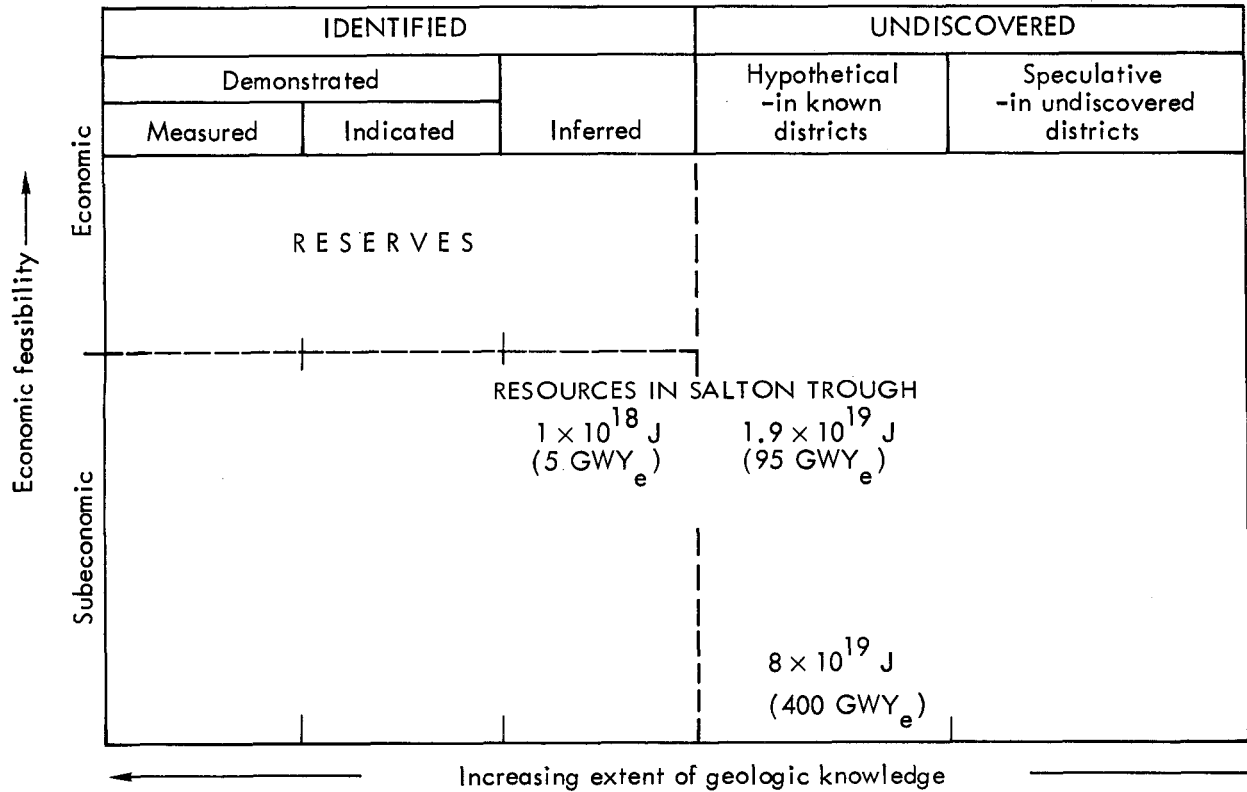 IDENTIFIED
UNDISCOVERED
Demonstrated
Measured
Indicated
Inferred
Hypothetical
-in known
districts
Speculative
-in undiscovered
districts
Economic feasibility
Economic
Subeconomic
RESERVES
RESOURCES IN SALTON TROUGH
1 × 10^18 J
(5 GWY_e)
1.9 × 10^19 J
(95 GWY_e)
8 × 10^19 J
(400 GWY_e)
Increasing extent of geologic knowledge